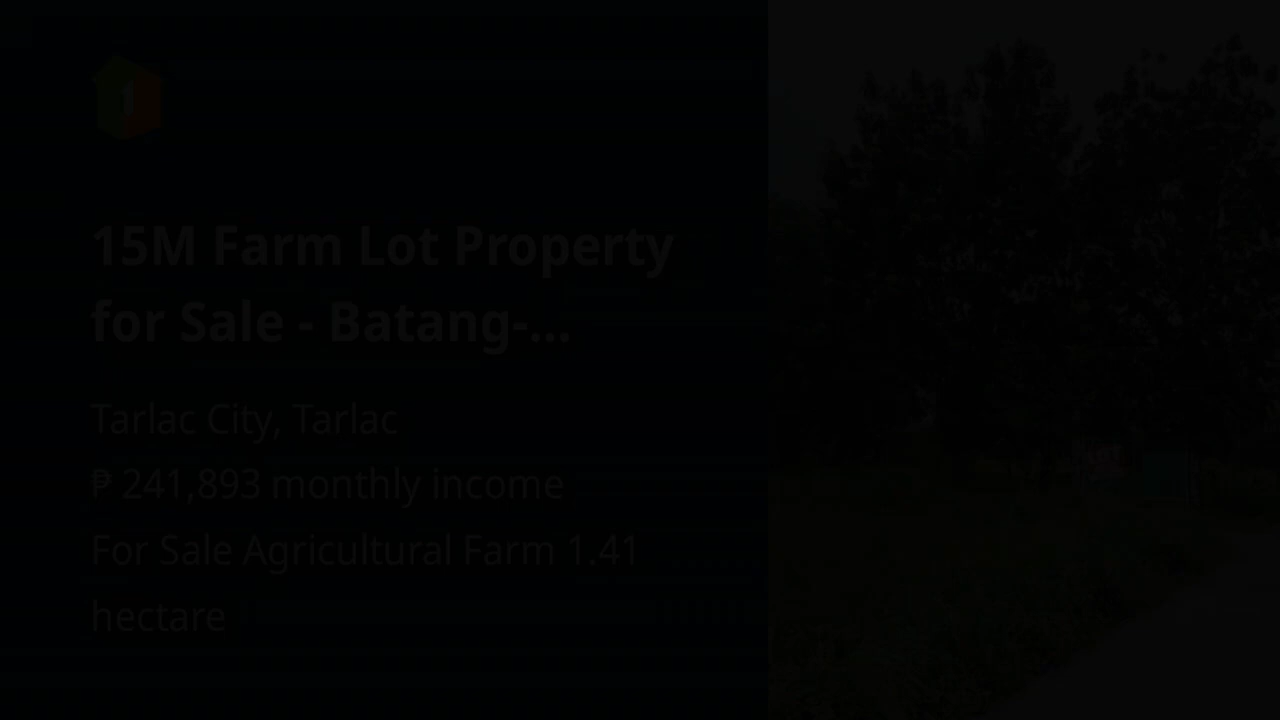 1
15M Farm Lot Property
for Sale - Batang-...
Tarlac City, Tarlac
₱ 241,893 monthly income
For Sale Agricultural Farm 1.41
hectare